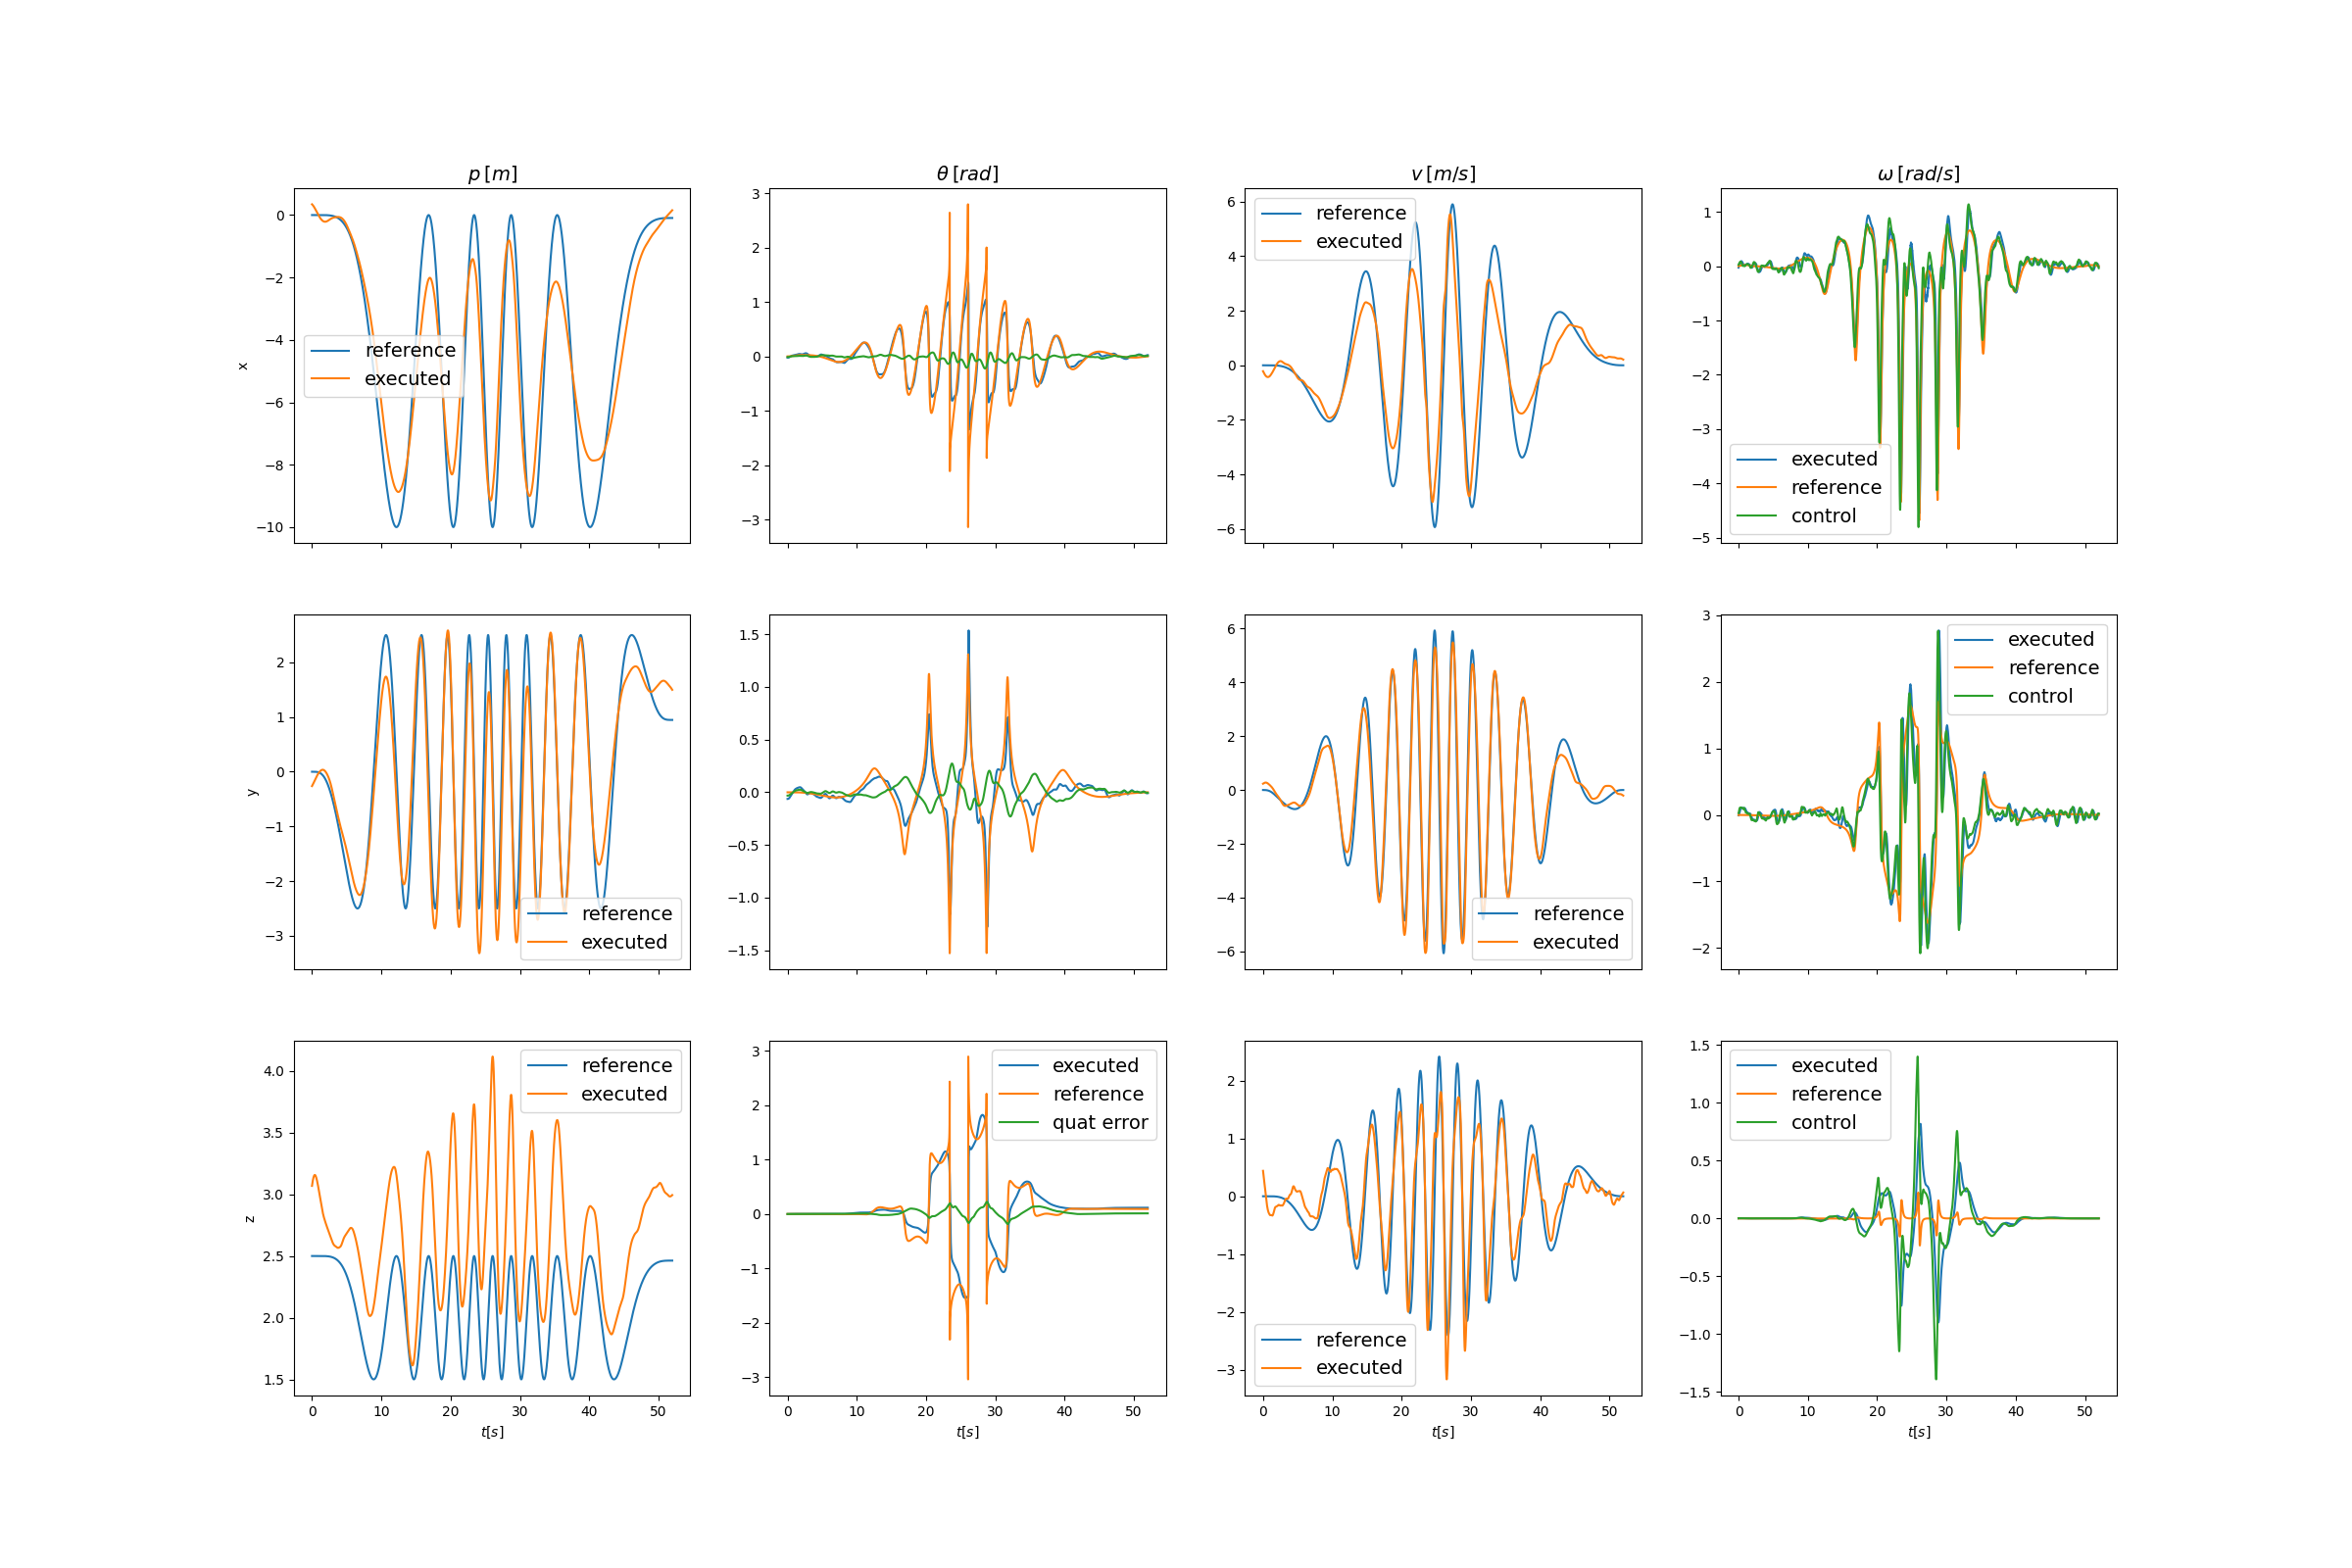 p [m]
θ [rad]
v [m/s]
ω [rad/s]
x
0
−2
−4
−6
−8
−10
reference
executed
3
2
1
0
−1
−2
−3
6
4
2
0
−2
−4
−6
reference
executed
1
0
−1
−2
−3
−4
−5
executed
reference
control
y
2
1
0
−1
−2
−3
reference
executed
1.5
1.0
0.5
0.0
−0.5
−1.0
−1.5
6
4
2
0
−2
−4
−6
reference
executed
3
2
1
0
−1
−2
executed
reference
control
z
4.0
3.5
3.0
2.5
2.0
1.5
reference
executed
0 10 20 30 40 50
t[s]
3
2
1
0
−1
−2
−3
executed
reference
quat error
0 10 20 30 40 50
t[s]
2
1
0
−1
−2
−3
reference
executed
0 10 20 30 40 50
t[s]
1.5
1.0
0.5
0.0
−0.5
−1.0
−1.5
executed
reference
control
0 10 20 30 40 50
t[s]